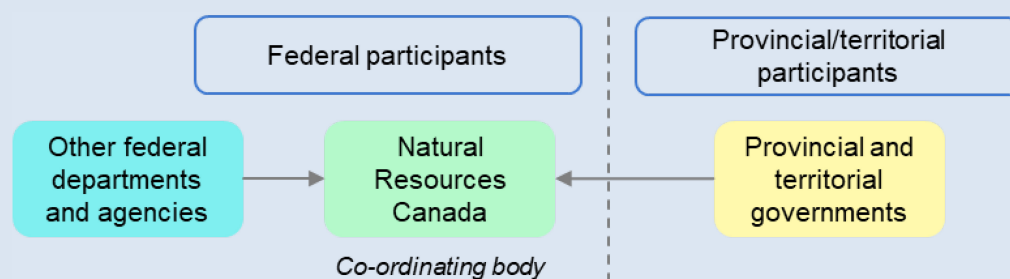 Federal participants
Provincial/territorial
participants
Other federal
departments
and agencies
Natural
Resources
Canada
Provincial and
territorial
governments
Co-ordinating body